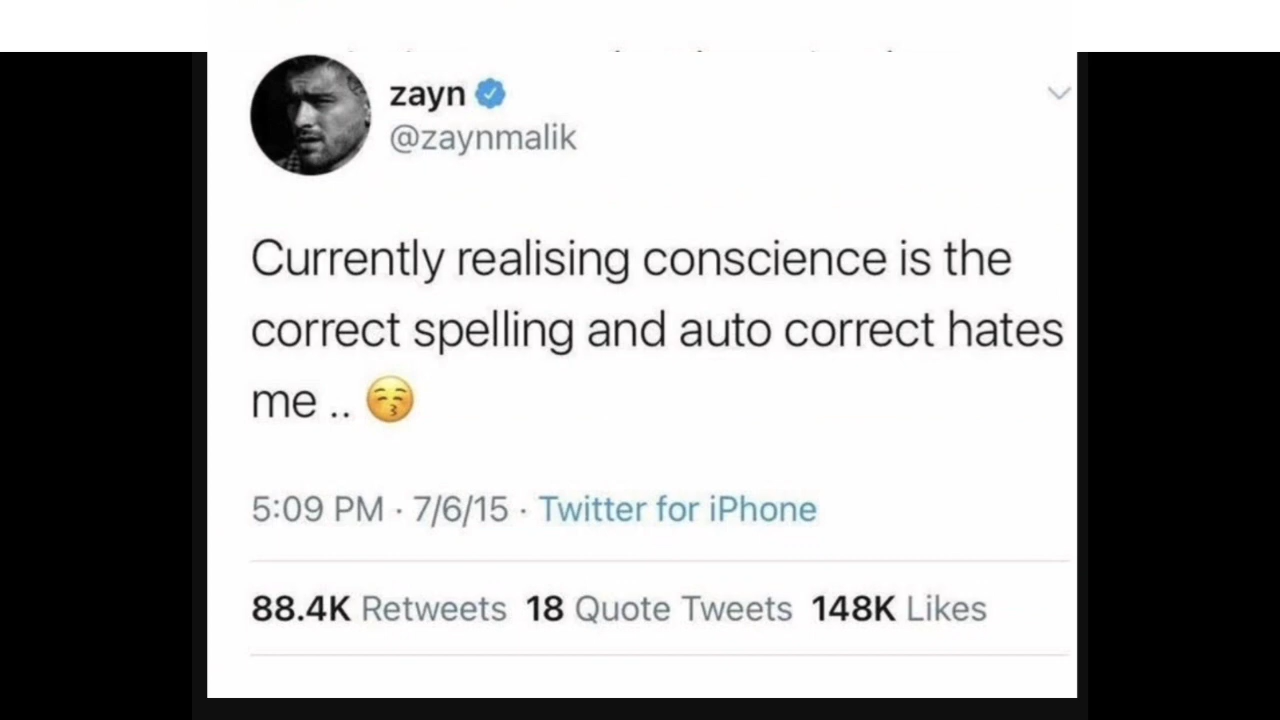 zayn
@zaynmalik
Currently realising conscience is the
correct spelling and auto correct hates
me .. 😚
5:09 PM · 7/6/15 · Twitter for iPhone
88.4K Retweets 18 Quote Tweets 148K Likes